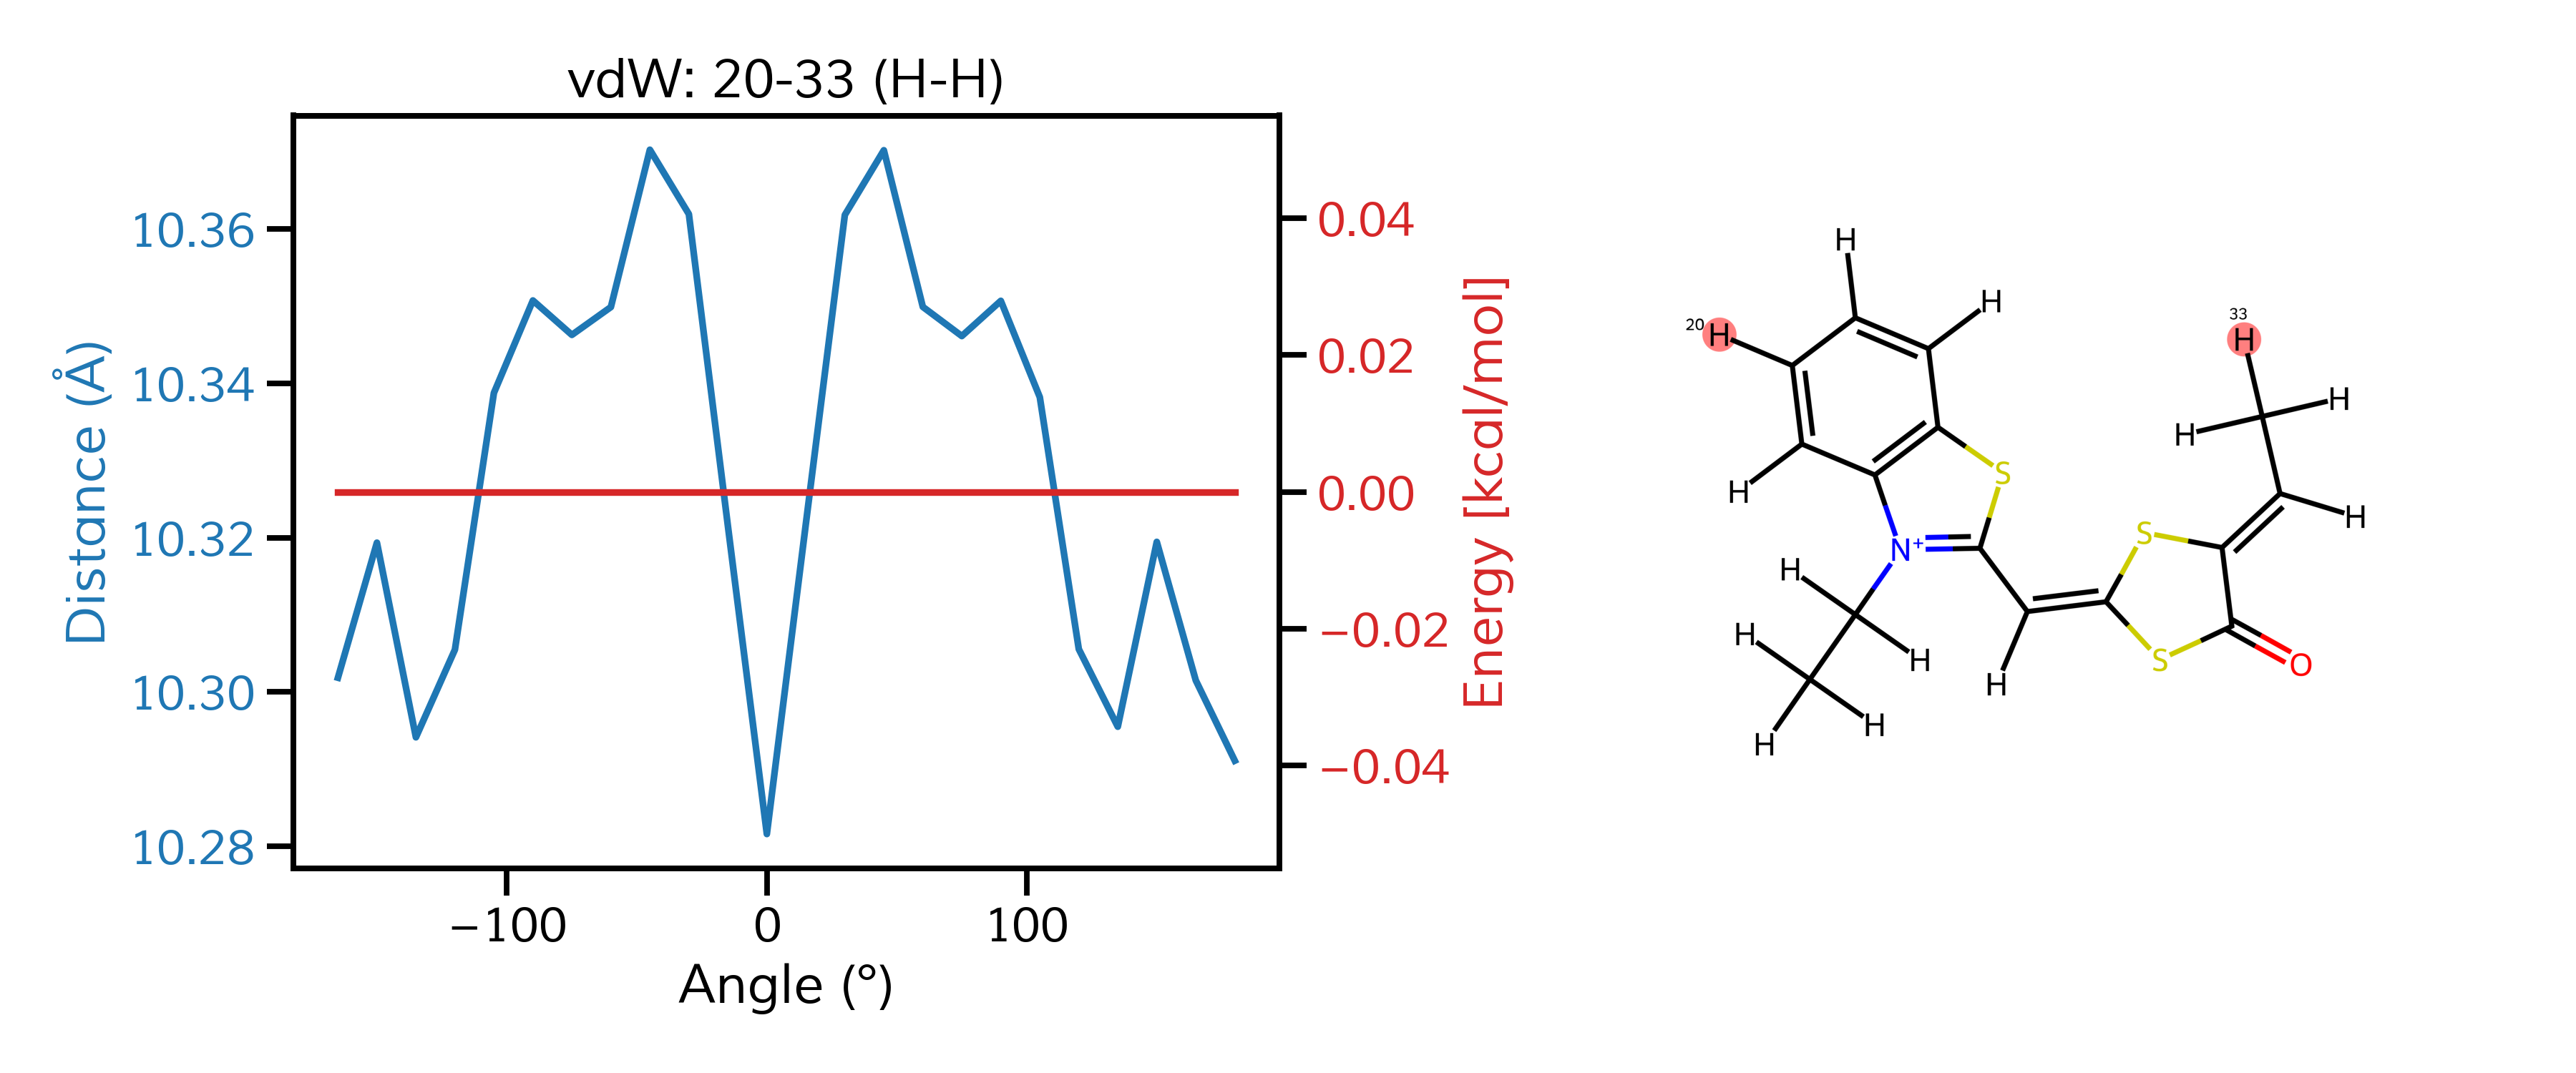 vdW: 20-33 (H-H)
Distance (Å)
10.36
10.34
10.32
10.30
10.28
0.04
0.02
0.00
−0.02
−0.04
Energy [kcal/mol]
−100 0 100
Angle (°)
H
H
20 H
33
H
H
H
H
S
H
S
N⁺
H
H
H
H
S
O
H
H
H